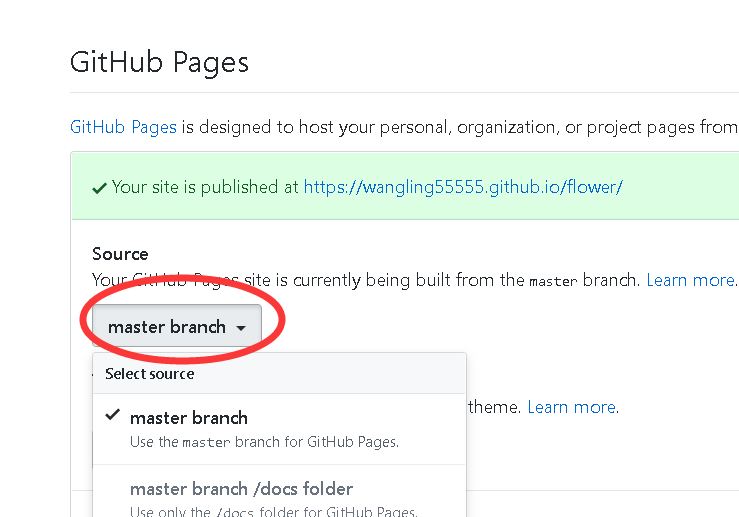 GitHub Pages
GitHub Pages is designed to host your personal, organization, or project pages from
Your site is published at https://wangling55555.github.io/flower/
Source
Your GitHub Pages site is currently being built from the master branch. Learn more.
master branch
Select source
theme. Learn more.
master branch
Use the master branch for GitHub Pages.
master branch /docs folder
Use only the /docs folder for GitHub Pages.